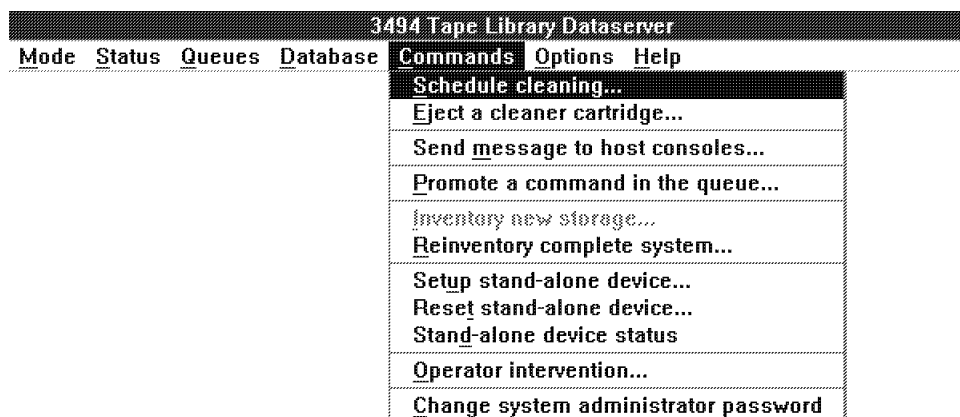 3494 Tape Library Dataserver
Mode Status Queues Database Commands Options Help
Schedule cleaning...
Eject a cleaner cartridge...
Send message to host consoles...
Promote a command in the queue...
Inventory new storage...
Reinventory complete system...
Setup stand-alone device...
Reset stand-alone device...
Stand-alone device status
Operator intervention...
Change system administrator password